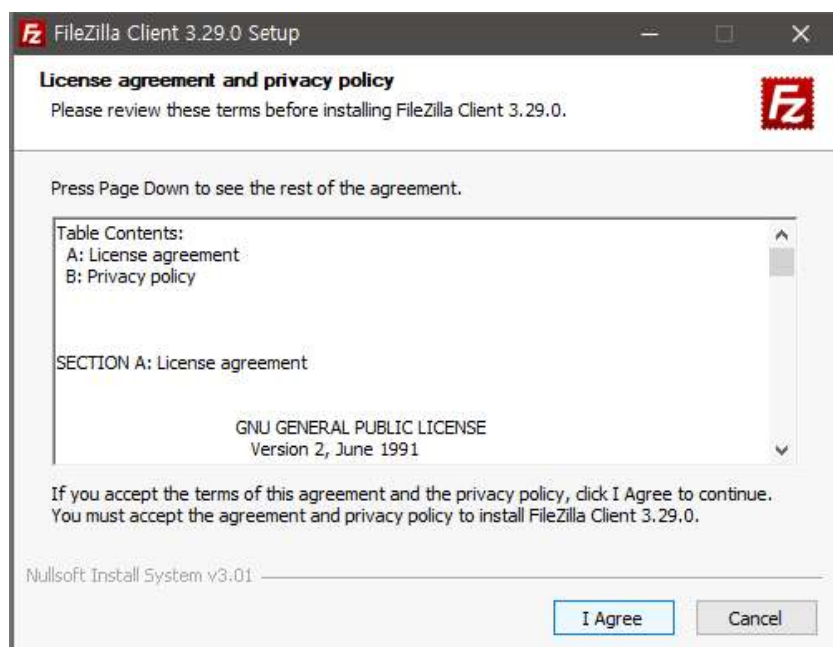 Fz FileZilla Client 3.29.0 Setup
License agreement and privacy policy
Please review these terms before installing FileZilla Client 3.29.0.
Fz
Press Page Down to see the rest of the agreement.
Table Contents:
A: License agreement
B: Privacy policy
SECTION A: License agreement
GNU GENERAL PUBLIC LICENSE
Version 2, June 1991
If you accept the terms of this agreement and the privacy policy, click I Agree to continue.
You must accept the agreement and privacy policy to install FileZilla Client 3.29.0.
Nullsoft Install System v3.01
I Agree Cancel